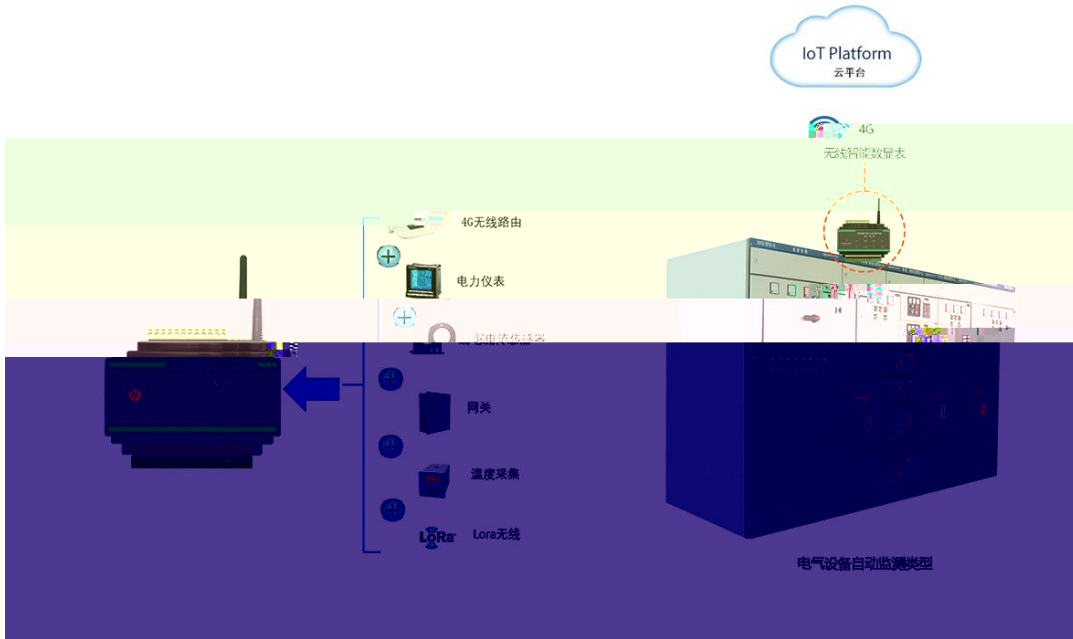 IoT Platform
云平台
4G
无线智能数显表
4G无线路由
电力仪表
网关
温度采集
LoRa
Lora无线
电气设备自动监测类型